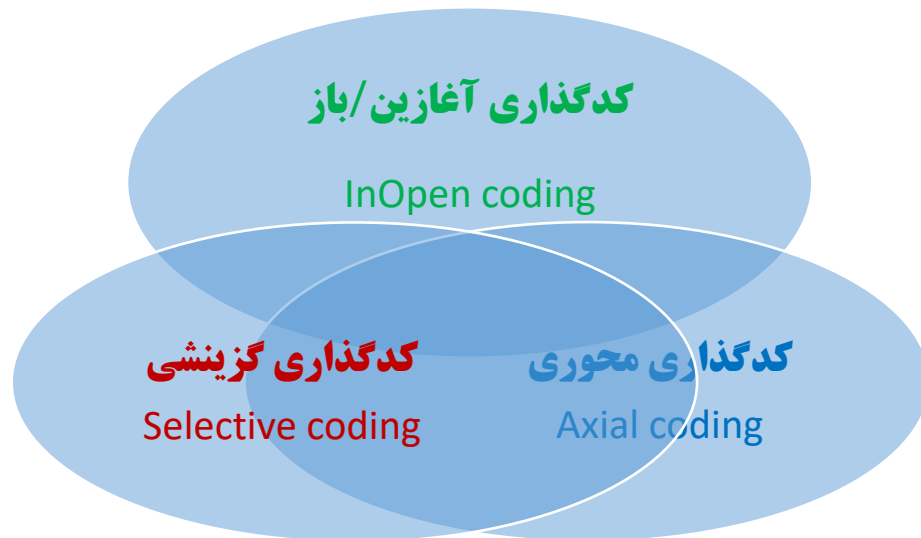 کدگذاری آغازین/باز
InOpen coding
کدگذاری گزینشی
Selective coding
کدگذاری محوری
Axial coding